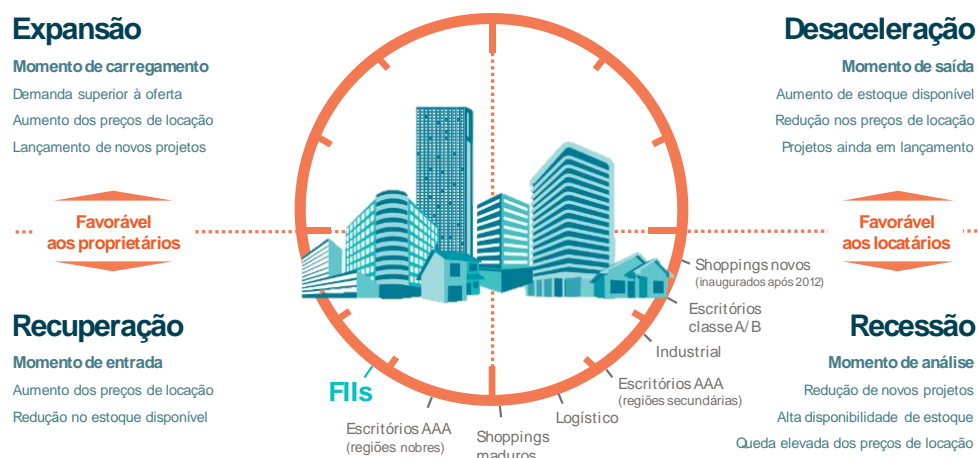 Expansão
Momento de carregamento
Demanda superior à oferta
Aumento dos preços de locação
Lançamento de novos projetos
Desaceleração
Momento de saída
Aumento de estoque disponível
Redução nos preços de locação
Projetos ainda em lançamento
Favorável
aos proprietários
Favorável
aos locatários
Shoppings novos
(inaugurados após 2012)
Escritórios
classe A/B
Industrial
Escritórios AAA
(regiões secundárias)
Logístico
Shoppings
maduros
Escritórios AAA
(regiões nobres)
FIIs
Recuperação
Momento de entrada
Aumento dos preços de locação
Redução no estoque disponível
Recessão
Momento de análise
Redução de novos projetos
Alta disponibilidade de estoque
Queda elevada dos preços de locação